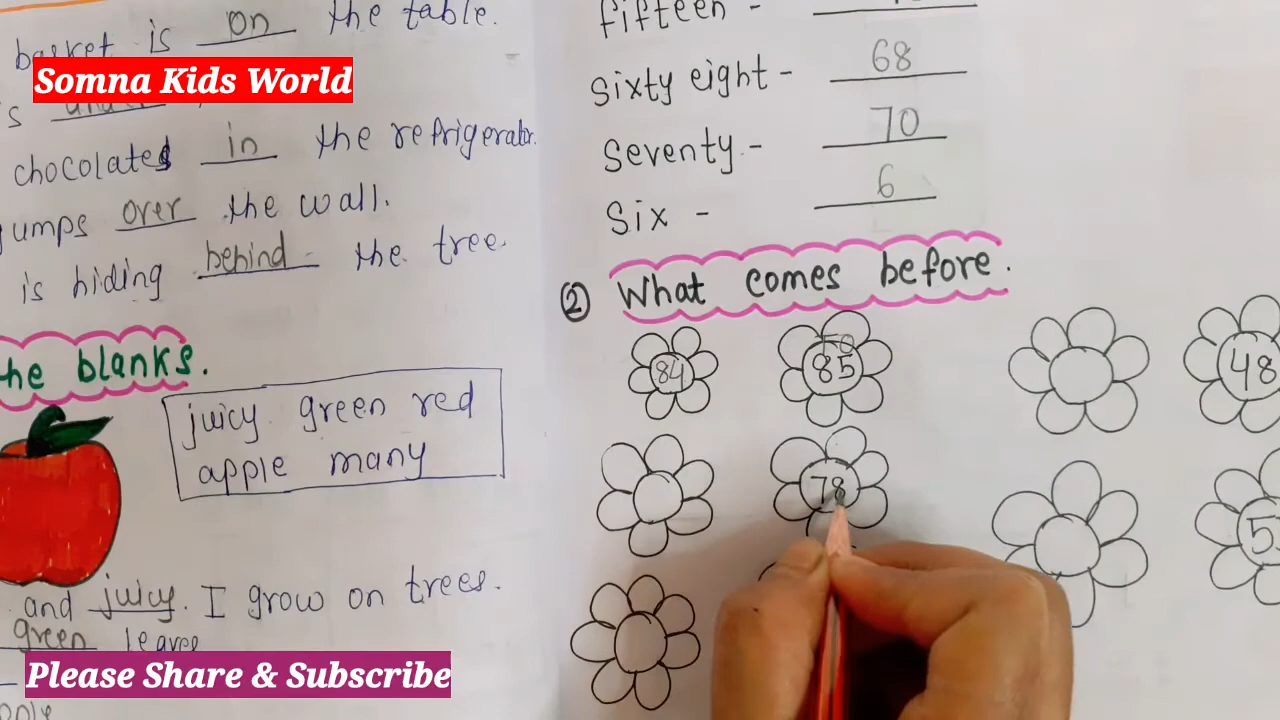 basket is on the table.
Somna Kids World
chocolates in the refrigerator.
jumps over the wall.
is hiding behind the tree.
the blanks.
juicy green red
apple many
and juicy. I grow on trees.
green leaves
Please Share & Subscribe
fifteen -
sixty eight - 68
seventy - 70
six - 6
② What comes before.
84 85 48
78